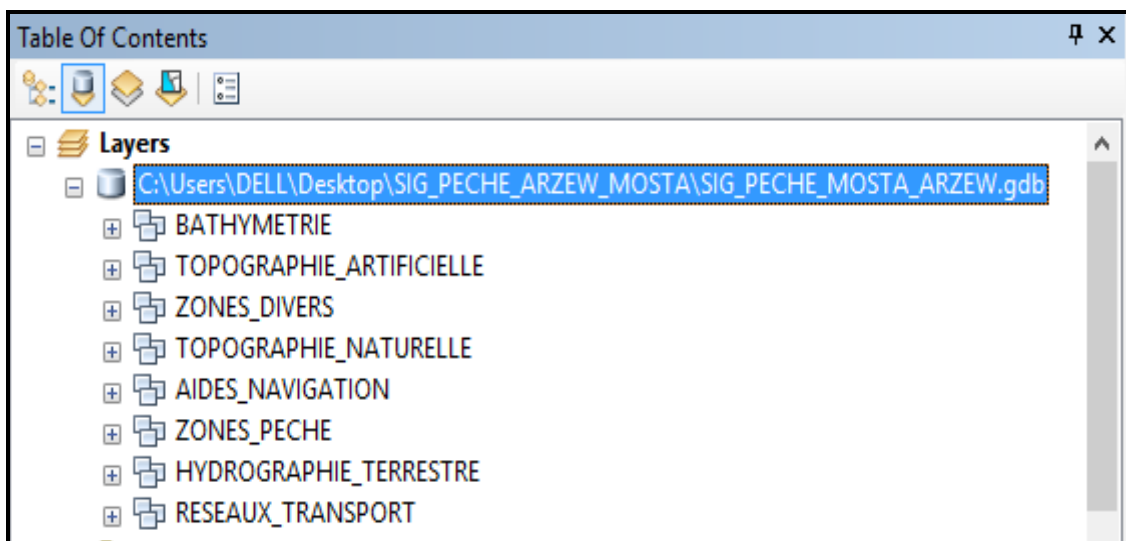 Table Of Contents
Layers
C:\Users\DELL\Desktop\SIG_PECHE_ARZEW_MOSTA\SIG_PECHE_MOSTA_ARZEW.gdb
BATHYMETRIE
TOPOGRAPHIE_ARTIFICIELLE
ZONES_DIVERS
TOPOGRAPHIE_NATURELLE
AIDES_NAVIGATION
ZONES_PECHE
HYDROGRAPHIE_TERRESTRE
RESEAUX_TRANSPORT